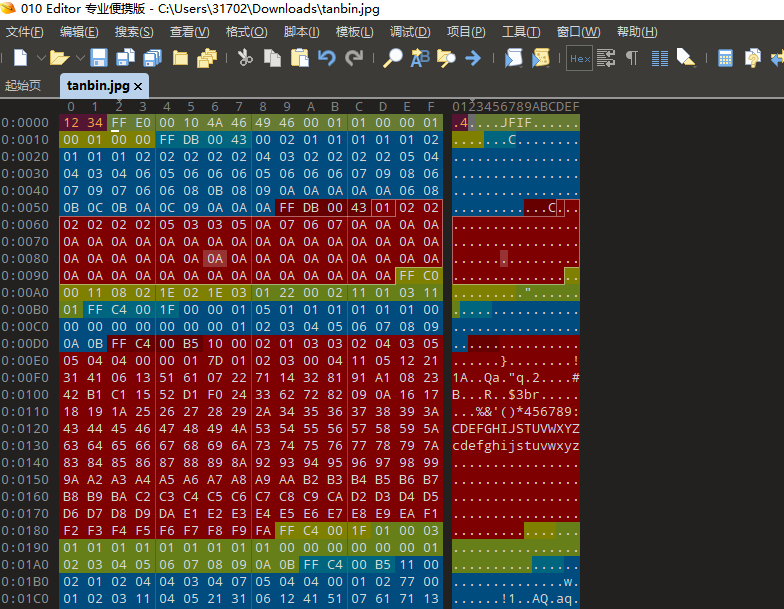 010 Editor 专业便携版 - C:\Users\31702\Downloads\tanbin.jpg
文件(F) 编辑(E) 搜索(S) 查看(V) 格式(O) 脚本(I) 模板(L) 调试(D) 项目(P) 工具(T) 窗口(W) 帮助(H)
Hex
起始页 tanbin.jpg ×
0 1 2 3 4 5 6 7 8 9 A B C D E F 0123456789ABCDEF
0:0000 12 34 FF E0 00 10 4A 46 49 46 00 01 01 00 00 01 .4....JFIF......
0:0010 00 01 00 00 FF DB 00 43 00 02 01 01 01 01 01 02 .......C........
0:0020 01 01 01 02 02 02 02 02 04 03 02 02 02 02 05 04 ................
0:0030 04 03 04 06 05 06 06 06 05 06 06 06 07 09 08 06 ................
0:0040 07 09 07 06 06 08 0B 08 09 0A 0A 0A 0A 0A 06 08 ................
0:0050 0B 0C 0B 0A 0C 09 0A 0A 0A FF DB 00 43 01 02 02 ............C...
0:0060 02 02 02 02 05 03 03 05 0A 07 06 07 0A 0A 0A 0A ................
0:0070 0A 0A 0A 0A 0A 0A 0A 0A 0A 0A 0A 0A 0A 0A 0A 0A ................
0:0080 0A 0A 0A 0A 0A 0A 0A 0A 0A 0A 0A 0A 0A 0A 0A 0A ................
0:0090 0A 0A 0A 0A 0A 0A 0A 0A 0A 0A 0A 0A 0A 0A FF C0 ................
0:00A0 00 11 08 02 1E 02 1E 03 01 22 00 02 11 01 03 11 .........".......
0:00B0 01 FF C4 00 1F 00 00 01 05 01 01 01 01 01 01 00 ................
0:00C0 00 00 00 00 00 00 00 01 02 03 04 05 06 07 08 09 ................
0:00D0 0A 0B FF C4 00 B5 10 00 02 01 03 03 02 04 03 05 ................
0:00E0 05 04 04 00 00 01 7D 01 02 03 00 04 11 05 12 21 ......}........!
0:00F0 31 41 06 13 51 61 07 22 71 14 32 81 91 A1 08 23 1A..Qa."q.2....#
0:0100 42 B1 C1 15 52 D1 F0 24 33 62 72 82 09 0A 16 17 B...R..$3br.....
0:0110 18 19 1A 25 26 27 28 29 2A 34 35 36 37 38 39 3A ...%&'()*456789:
0:0120 43 44 45 46 47 48 49 4A 53 54 55 56 57 58 59 5A CDEFGHIJSTUVWXYZ
0:0130 63 64 65 66 67 68 69 6A 73 74 75 76 77 78 79 7A cdefghijstuvwxyz
0:0140 83 84 85 86 87 88 89 8A 92 93 94 95 96 97 98 99 ................
0:0150 9A A2 A3 A4 A5 A6 A7 A8 A9 AA B2 B3 B4 B5 B6 B7 ................
0:0160 B8 B9 BA C2 C3 C4 C5 C6 C7 C8 C9 CA D2 D3 D4 D5 ................
0:0170 D6 D7 D8 D9 DA E1 E2 E3 E4 E5 E6 E7 E8 E9 EA F1 ................
0:0180 F2 F3 F4 F5 F6 F7 F8 F9 FA FF C4 00 1F 01 00 03 ................
0:0190 01 01 01 01 01 01 01 01 01 00 00 00 00 00 00 01 ................
0:01A0 02 03 04 05 06 07 08 09 0A 0B FF C4 00 B5 11 00 ................
0:01B0 02 01 02 04 04 03 04 07 05 04 04 00 01 02 77 00 ..............w.
0:01C0 01 02 03 11 04 05 21 31 06 12 41 51 07 61 71 13 ......!1..AQ.aq.